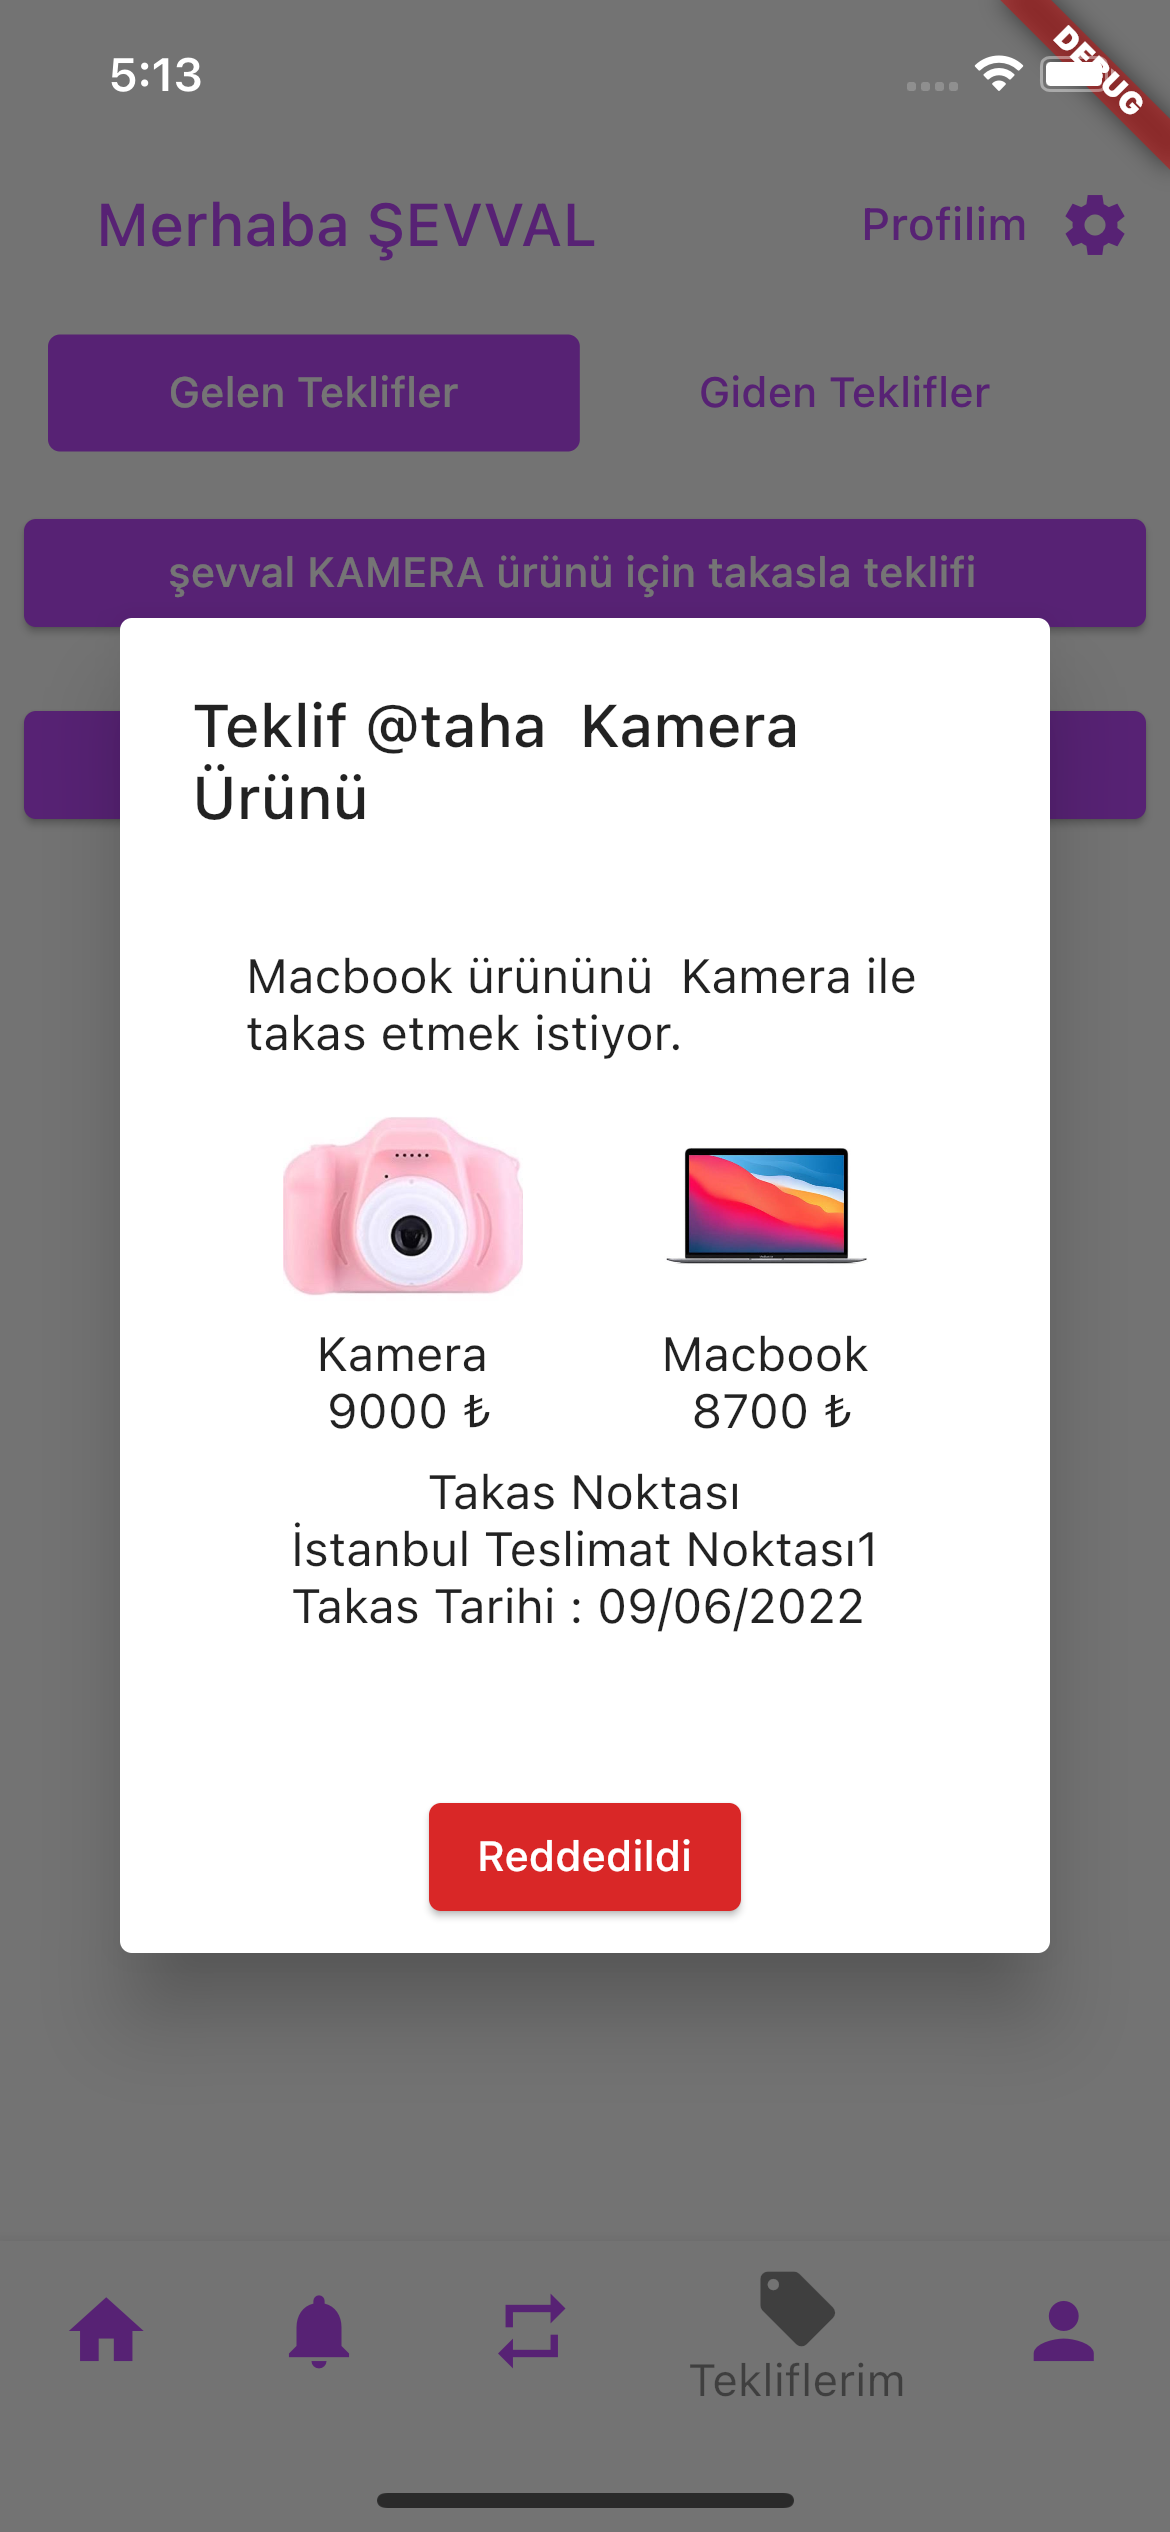 5:13
DEBUG
Merhaba ŞEVVAL
Profilim
Gelen Teklifler
Giden Teklifler
şevval KAMERA ürünü için takasla teklifi
Teklif @taha  Kamera
Ürünü
Macbook ürününü  Kamera ile
takas etmek istiyor.
Kamera
9000 ₺
Macbook
8700 ₺
Takas Noktası
İstanbul Teslimat Noktası1
Takas Tarihi : 09/06/2022
Reddedildi
Tekliflerim